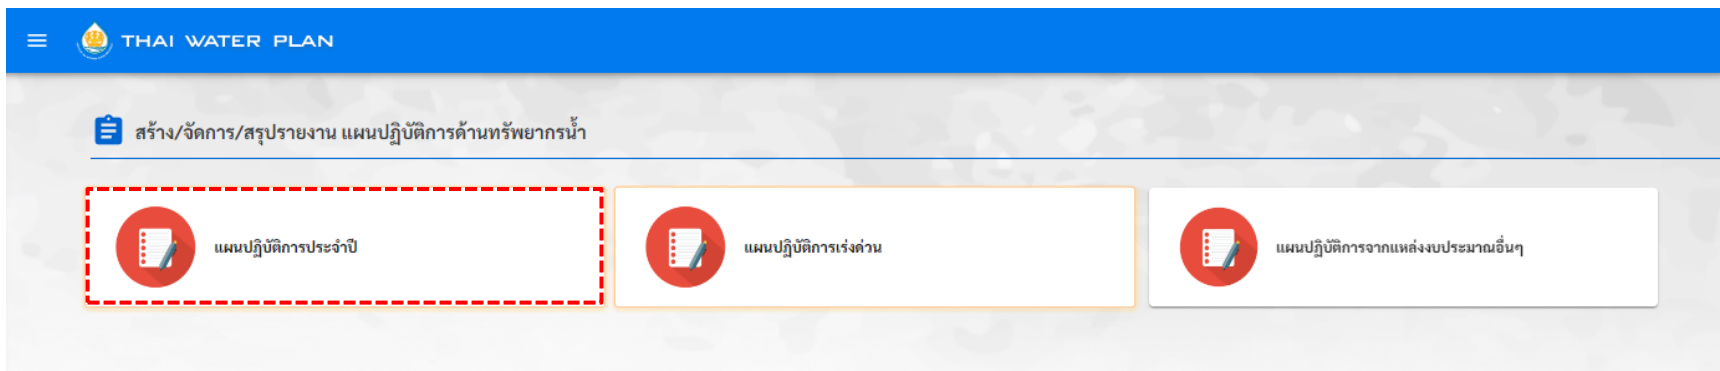 THAI WATER PLAN
สร้าง/จัดการ/สรุปรายงาน แผนปฏิบัติการด้านทรัพยากรน้ำ
แผนปฏิบัติการประจำปี
แผนปฏิบัติการเร่งด่วน
แผนปฏิบัติการจากแหล่งงบประมาณอื่นๆ